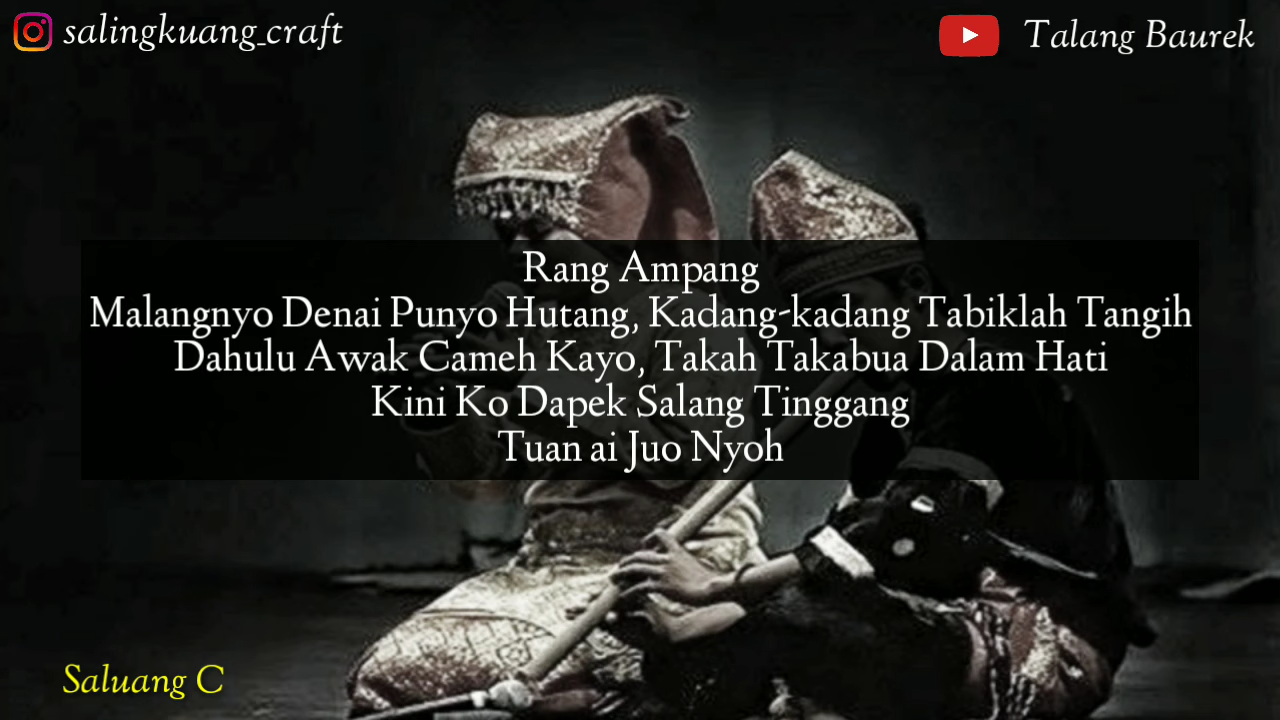 salingkuang_craft
Talang Baurek
Rang Ampang
Malangnyo Denai Punyo Hutang, Kadang-kadang Tabiklah Tangih
Dahulu Awak Cameh Kayo, Takah Takabua Dalam Hati
Kini Ko Dapek Salang Tinggang
Tuan ai Juo Nyoh
Saluang C